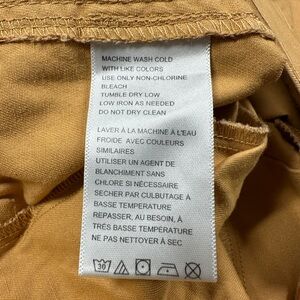 MACHINE WASH COLD
WITH LIKE COLORS
USE ONLY NON-CHLORINE
BLEACH
TUMBLE DRY LOW
LOW IRON AS NEEDED
DO NOT DRY CLEAN
LAVER À LA MACHINE À L'EAU
FROIDE AVEC COULEURS
SIMILAIRES
UTILISER UN AGENT DE
BLANCHIMENT SANS
CHLORE SI NÉCESSAIRE
SECHER PAR CULBUTAGE À
BASSE TEMPÉRATURE
REPASSER, AU BESOIN, À
TRÈS BASSE TEMPÉRATURE
NE PAS NETTOYER À SEC
30